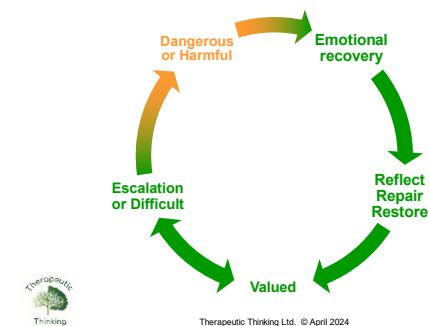 Dangerous
or Harmful
Emotional
recovery
Escalation
or Difficult
Reflect
Repair
Restore
Valued
Therapeutic
Thinking
Therapeutic Thinking Ltd. © April 2024